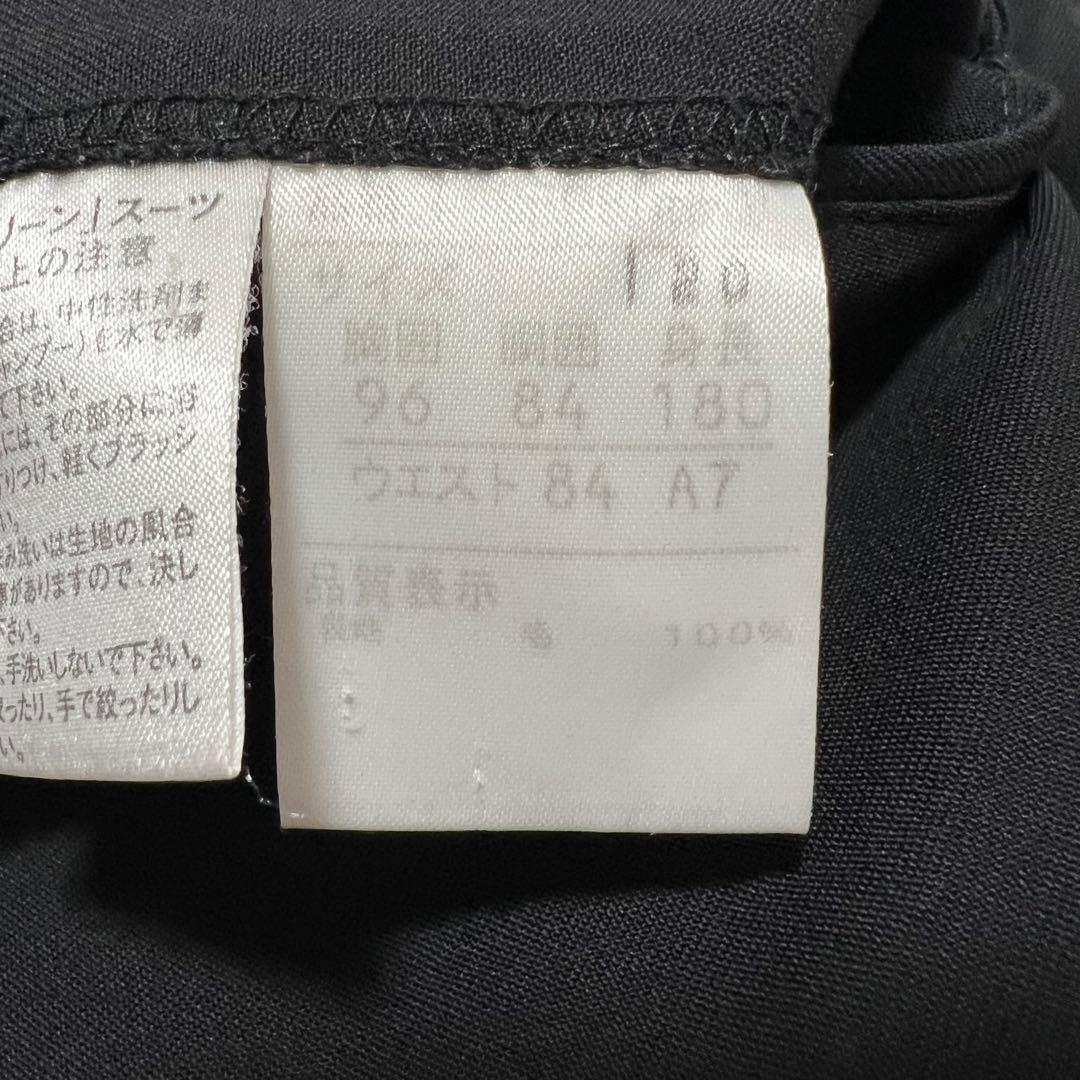 リーン/スーツ
上の注意
合は、中性洗剤ま
ャンプー)を水で薄
て下さい。
には、その部分に
りつけ、軽くブラッシ
い。
み洗いは生地の風合
がありますので、決し
下さい。
、手洗いしないで下さい。
ったり、手で絞ったりし
い。
サイ 180
胸囲 胴囲 身長
96 84 180
ウエスト 84 A7
品質表示
表地 毛 100%